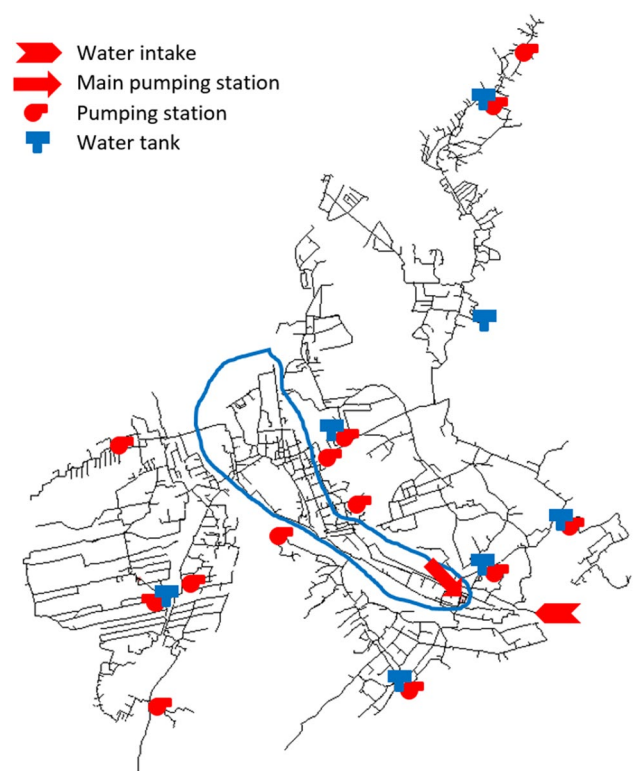 Water intake
Main pumping station
Pumping station
Water tank